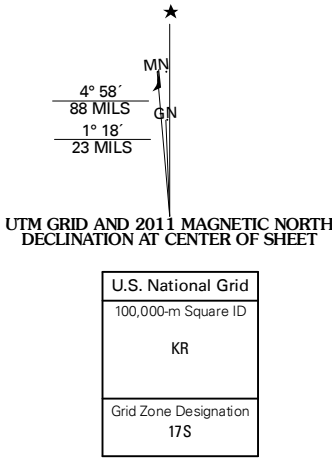 MN
4° 58´
88 MILS
GN
1° 18´
23 MILS
UTM GRID AND 2011 MAGNETIC NORTH
DECLINATION AT CENTER OF SHEET
U.S. National Grid
100,000-m Square ID
KR
Grid Zone Designation
17S